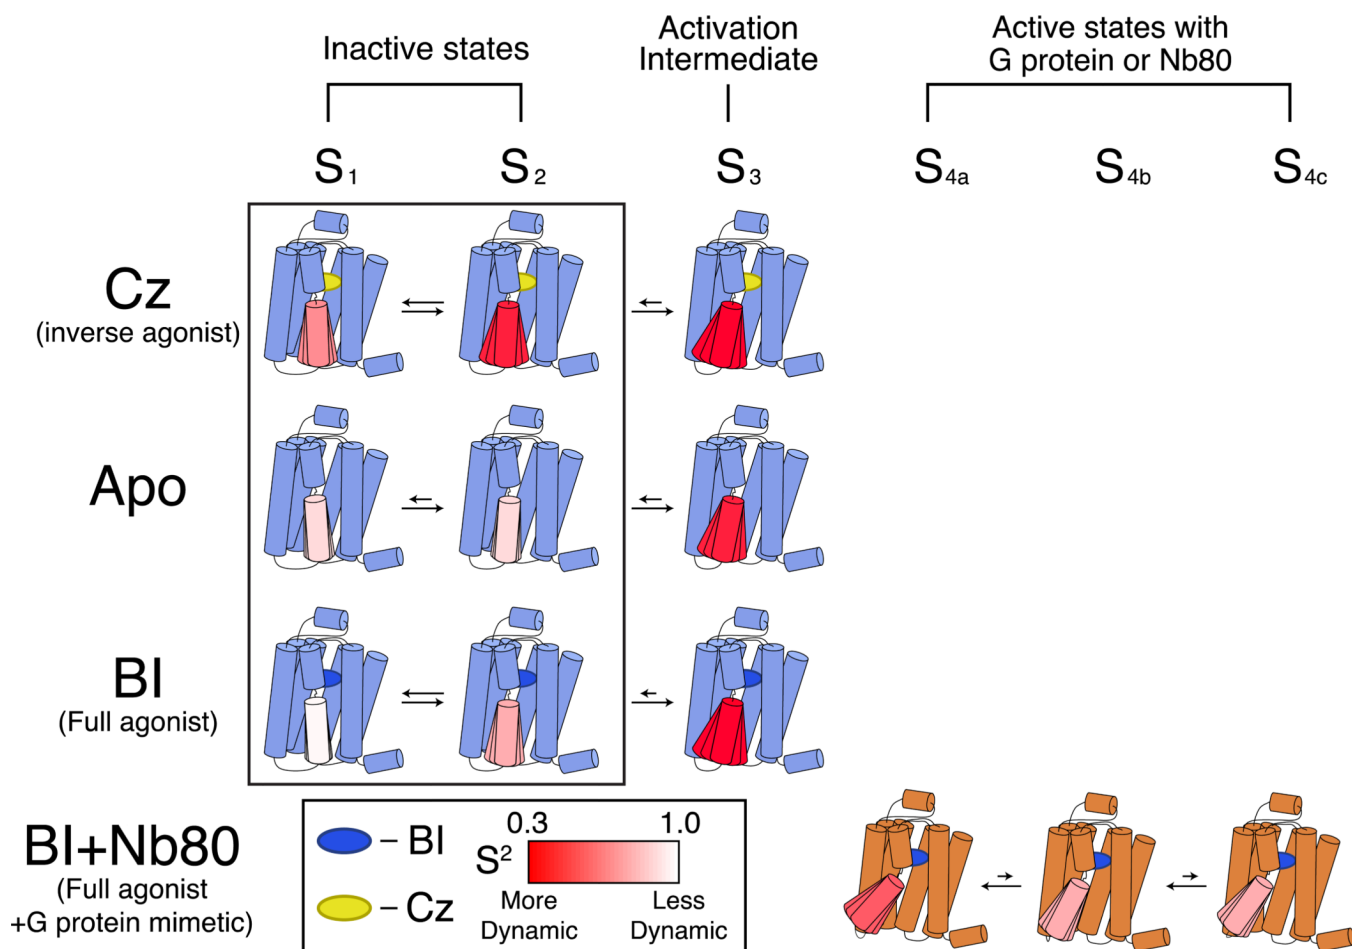 Inactive states
Activation
Intermediate
Active states with
G protein or Nb80
S1
S2
S3
S4a
S4b
S4c
Cz
(inverse agonist)
Apo
BI
(Full agonist)
BI+Nb80
(Full agonist
+G protein mimetic)
– BI
– Cz
0.3 1.0
S²
More
Dynamic
Less
Dynamic